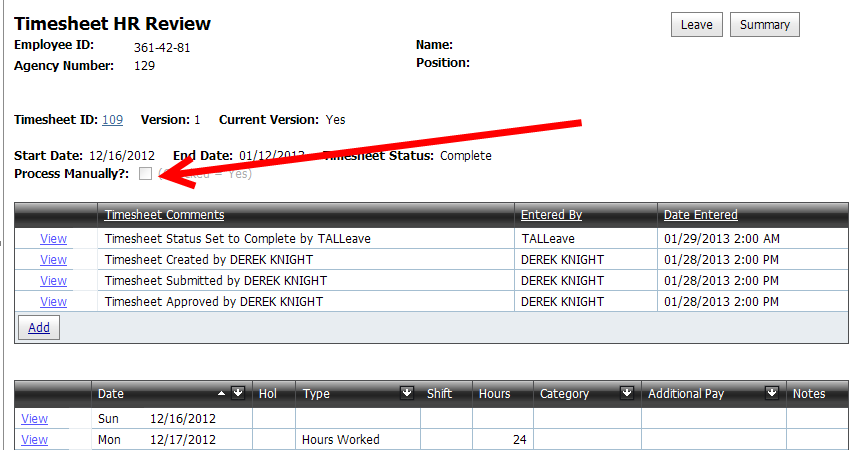 Timesheet HR Review
Leave Summary
Employee ID: 361-42-81 Name:
Agency Number: 129 Position:
Timesheet ID: 109 Version: 1 Current Version: Yes
Start Date: 12/16/2012 End Date: 01/12/2013 Timesheet Status: Complete
Process Manually?: = Yes)
Timesheet Comments Entered By Date Entered
View Timesheet Status Set to Complete by TALLeave TALLeave 01/29/2013 2:00 AM
View Timesheet Created by DEREK KNIGHT DEREK KNIGHT 01/28/2013 2:00 PM
View Timesheet Submitted by DEREK KNIGHT DEREK KNIGHT 01/28/2013 2:00 PM
View Timesheet Approved by DEREK KNIGHT DEREK KNIGHT 01/28/2013 2:00 PM
Add
Date Hol Type Shift Hours Category Additional Pay Notes
View Sun 12/16/2012
View Mon 12/17/2012 Hours Worked 24